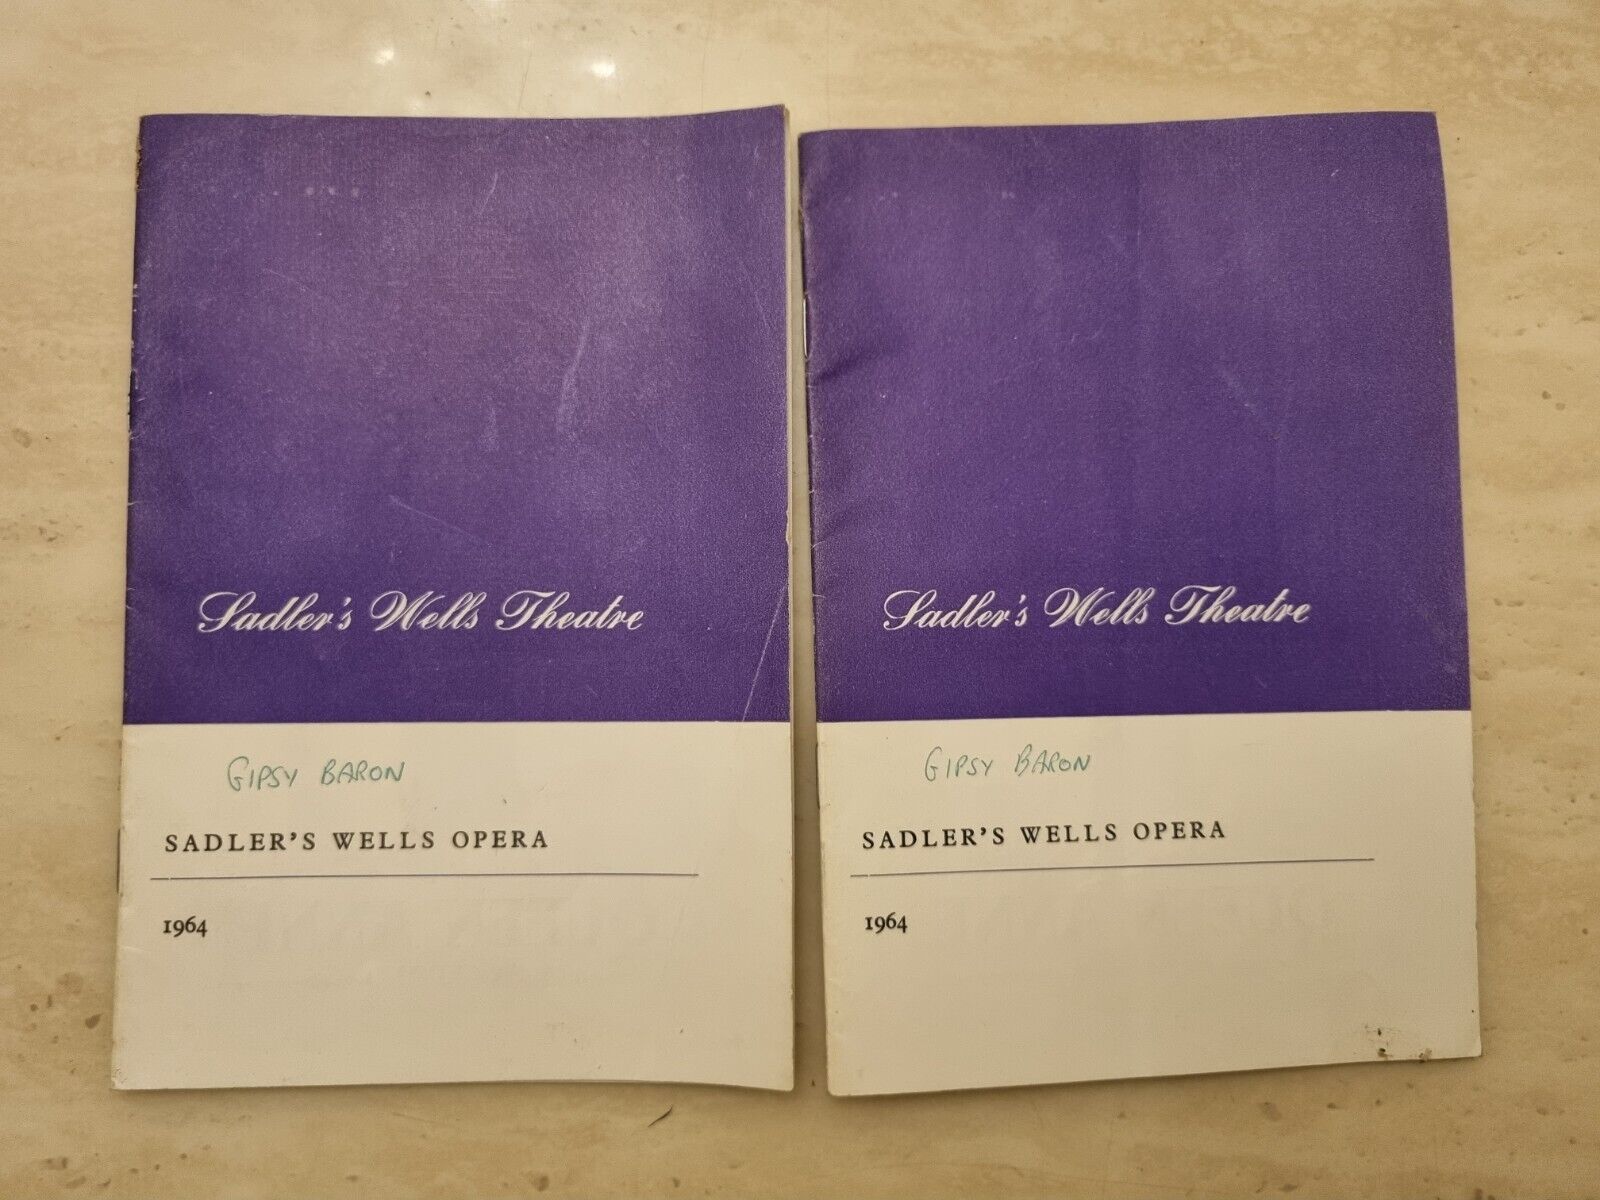 Sadler's Wells Theatre
GIPSY BARON
SADLER'S WELLS OPERA
1964
Sadler's Wells Theatre
GIPSY BARON
SADLER'S WELLS OPERA
1964